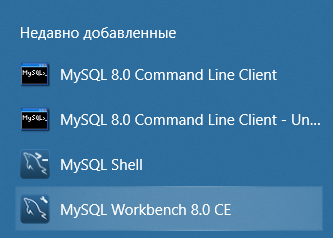 Недавно добавленные
MySQL 8.0 Command Line Client
MySQL 8.0 Command Line Client - Un...
MySQL Shell
MySQL Workbench 8.0 CE